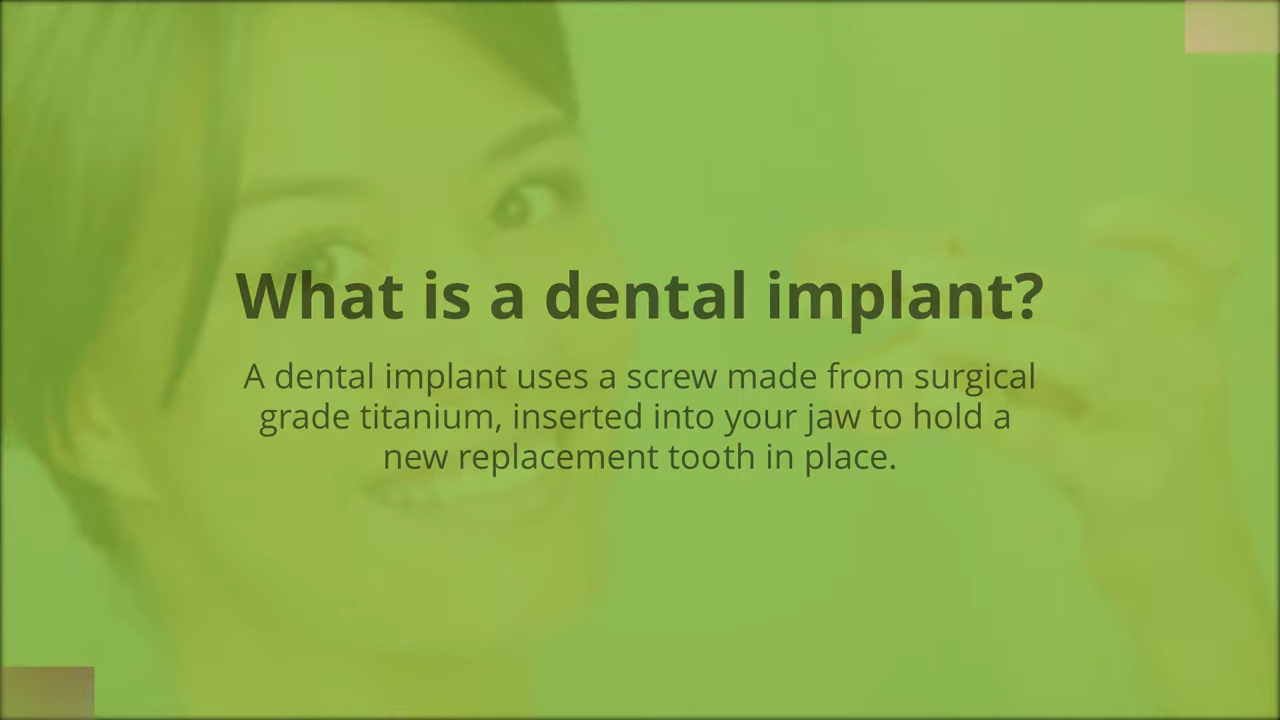 What is a dental implant?
A dental implant uses a screw made from surgical
grade titanium, inserted into your jaw to hold a
new replacement tooth in place.